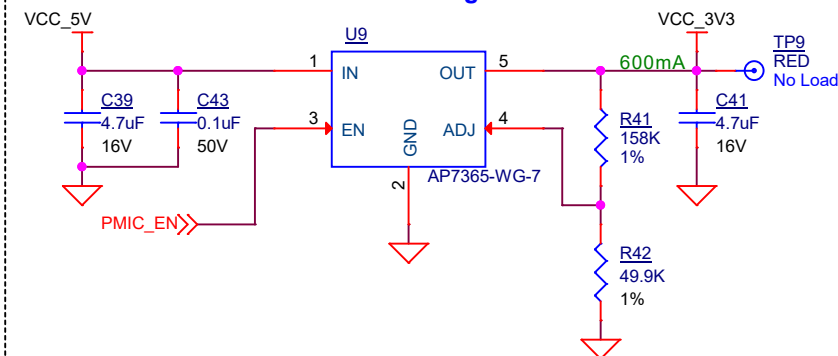 VCC_5V
VCC_3V3
U9
TP9
RED
No Load
1
IN
OUT
5
600mA
C39
4.7uF
16V
C43
0.1uF
50V
3
EN
ADJ
4
GND
2
AP7365-WG-7
R41
158K
1%
C41
4.7uF
16V
PMIC_EN
R42
49.9K
1%